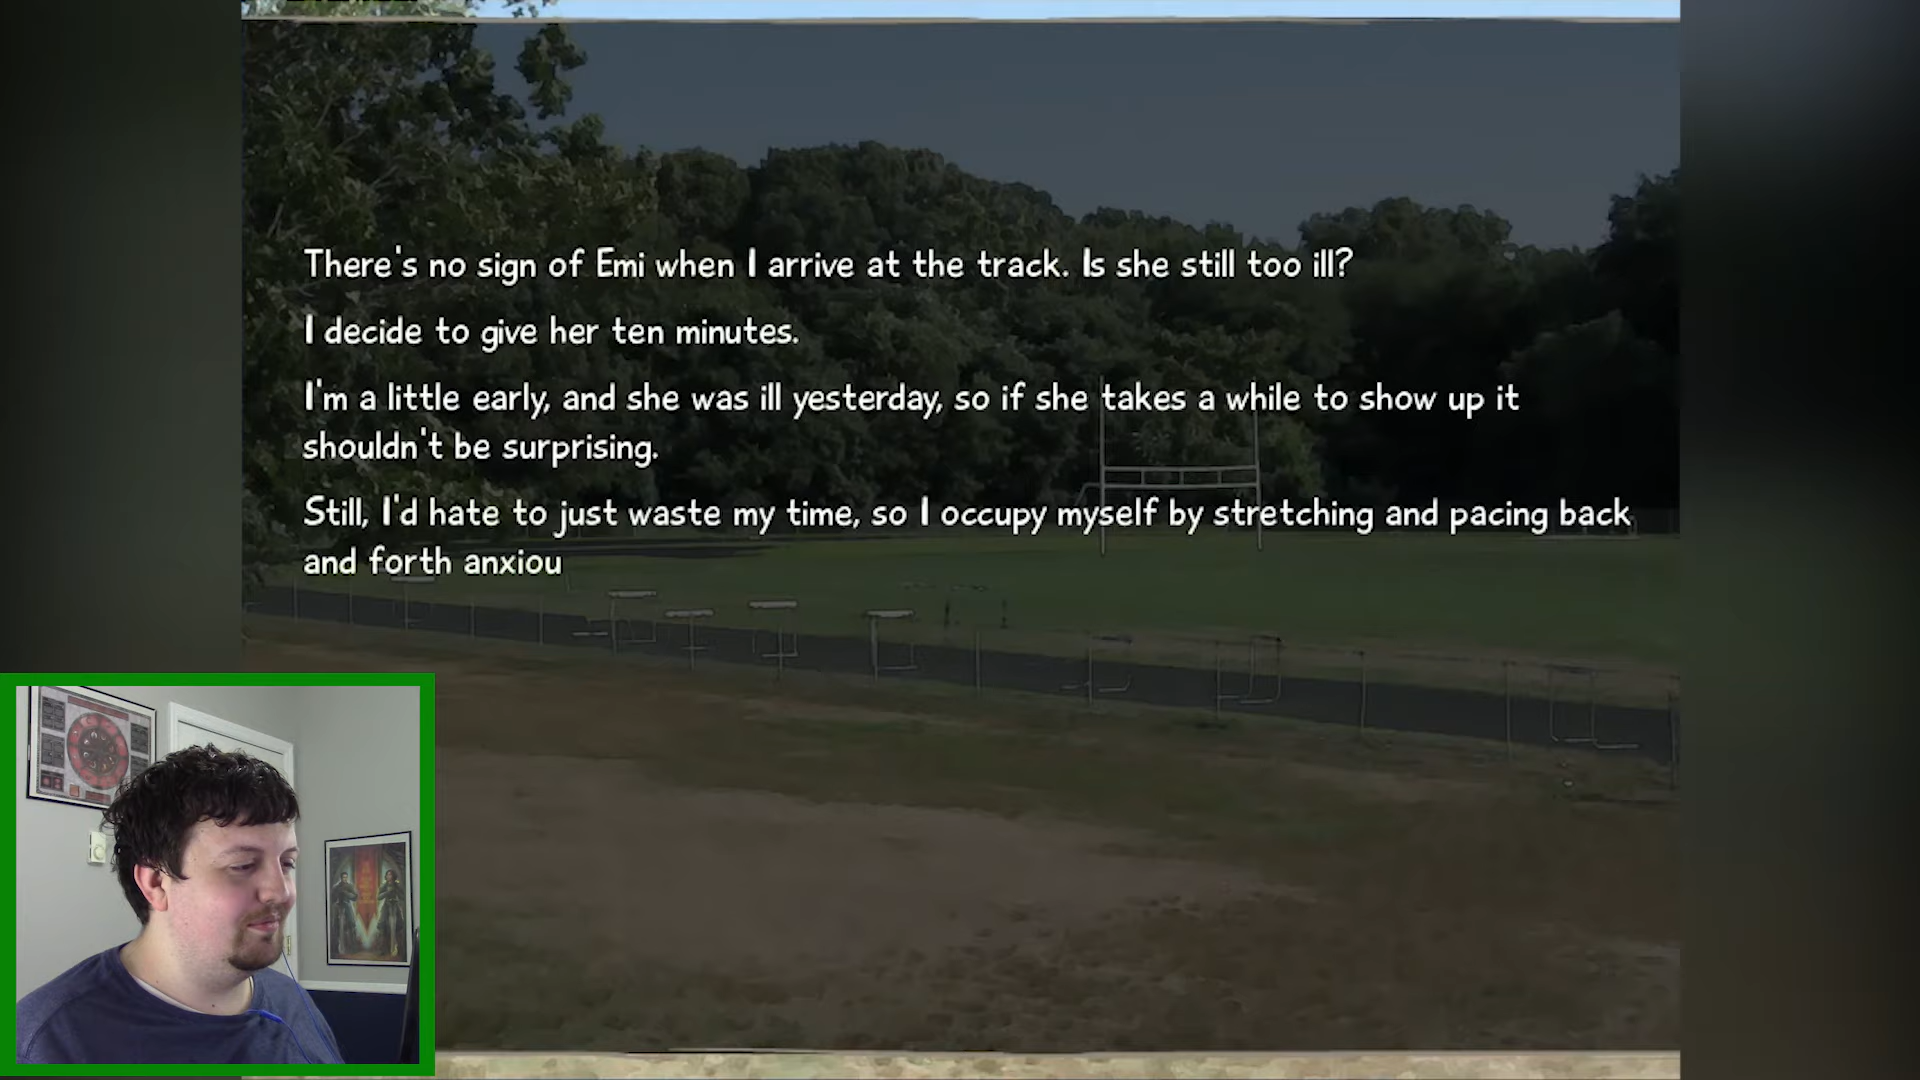 There's no sign of Emi when I arrive at the track. Is she still too ill?
I decide to give her ten minutes.
I'm a little early, and she was ill yesterday, so if she takes a while to show up it
shouldn't be surprising.
Still, I'd hate to just waste my time, so I occupy myself by stretching and pacing back
and forth anxiou